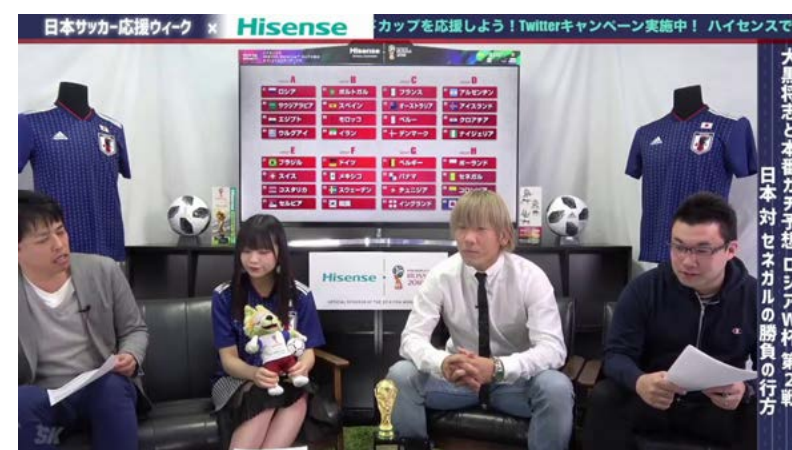 日本サッカー応援ウィーク × Hisense
カップを応援しよう！Twitterキャンペーン実施中！ ハイセンスで
Hisense
A
ロシア
サウジアラビア
エジプト
ウルグアイ
B
ポルトガル
スペイン
モロッコ
イラン
C
フランス
オーストラリア
ペルー
デンマーク
D
アルゼンチン
アイスランド
クロアチア
ナイジェリア
E
ブラジル
スイス
コスタリカ
セルビア
F
ドイツ
メキシコ
スウェーデン
韓国
G
ベルギー
パナマ
チュニジア
イングランド
H
ポーランド
セネガル
コロンビア
大黒将志と本番ガチ予想 ロシアW杯 第2戦
日本 対 セネガルの勝負の行方
Hisense
SK